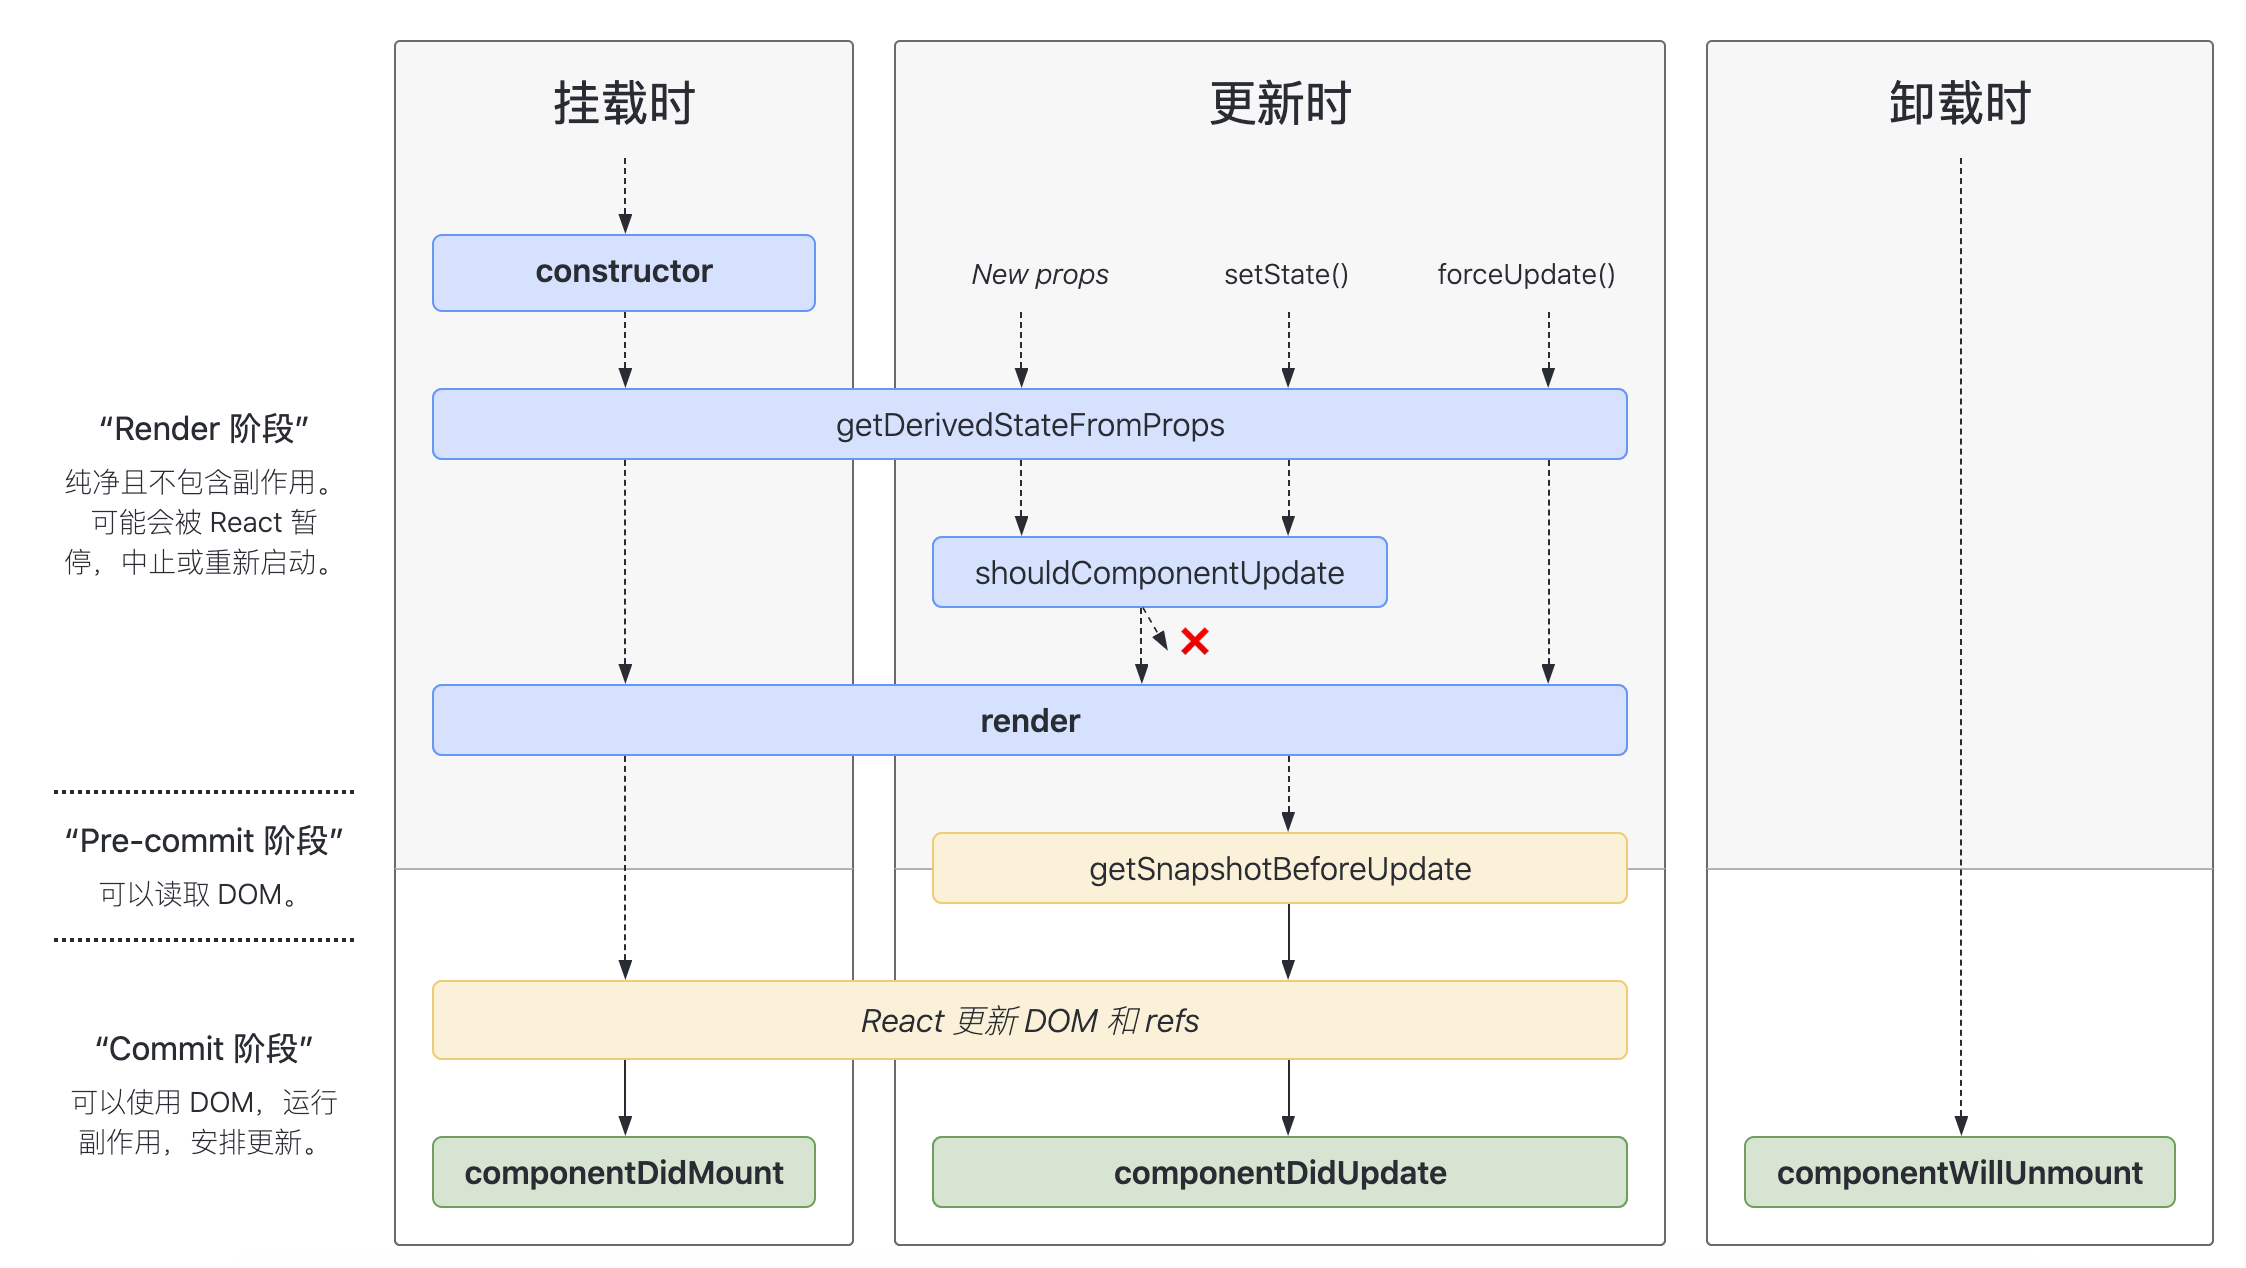 挂载时
更新时
卸载时
constructor
New props
setState()
forceUpdate()
getDerivedStateFromProps
“Render 阶段”
纯净且不包含副作用。
可能会被 React 暂
停，中止或重新启动。
shouldComponentUpdate
render
“Pre-commit 阶段”
可以读取 DOM。
getSnapshotBeforeUpdate
React 更新 DOM 和 refs
“Commit 阶段”
可以使用 DOM，运行
副作用，安排更新。
componentDidMount
componentDidUpdate
componentWillUnmount